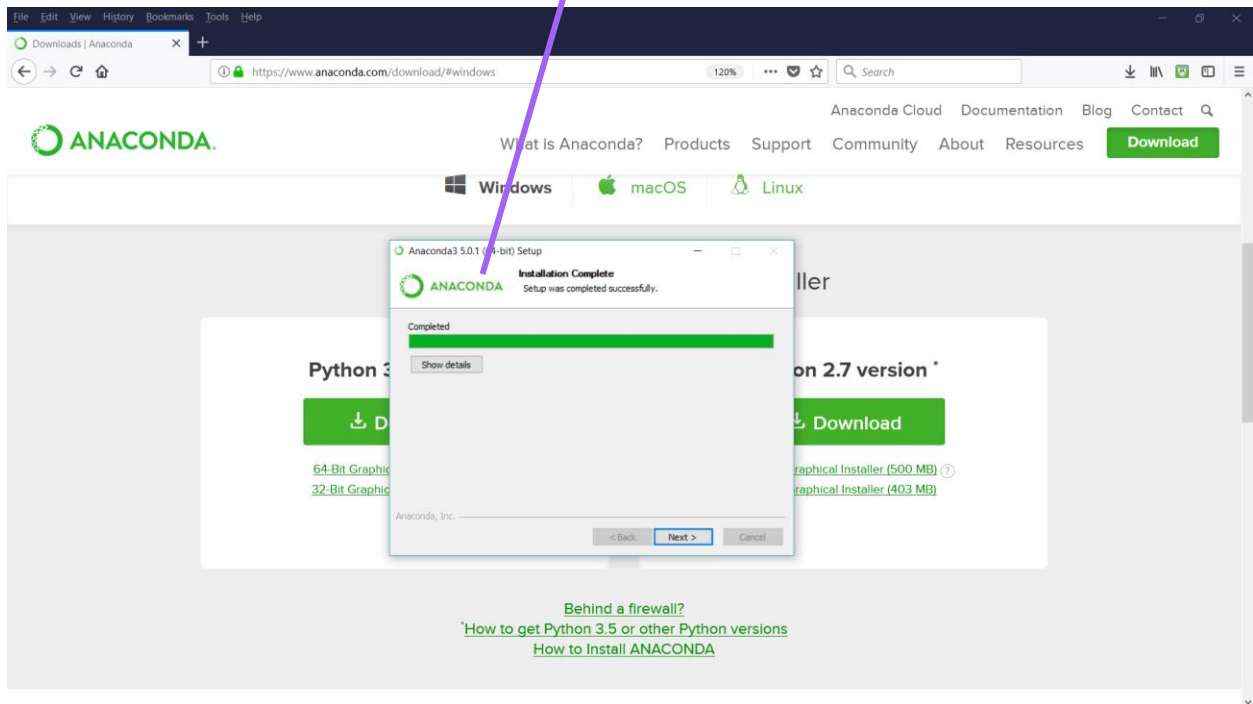 File Edit View History Bookmarks Tools Help
Downloads | Anaconda
https://www.anaconda.com/download/#windows 120% Search
Anaconda Cloud Documentation Blog Contact
ANACONDA. What is Anaconda? Products Support Community About Resources Download
Windows macOS Linux
Anaconda3 5.0.1 (64-bit) Setup
Installation Complete
ANACONDA Setup was completed successfully.
ller
Completed
Show details
Python 3 on 2.7 version *
D Download
64-Bit Graphic raphical Installer (500 MB) ?
32-Bit Graphic raphical Installer (403 MB)
Anaconda, Inc.
< Back Next > Cancel
Behind a firewall?
*How to get Python 3.5 or other Python versions
How to Install ANACONDA